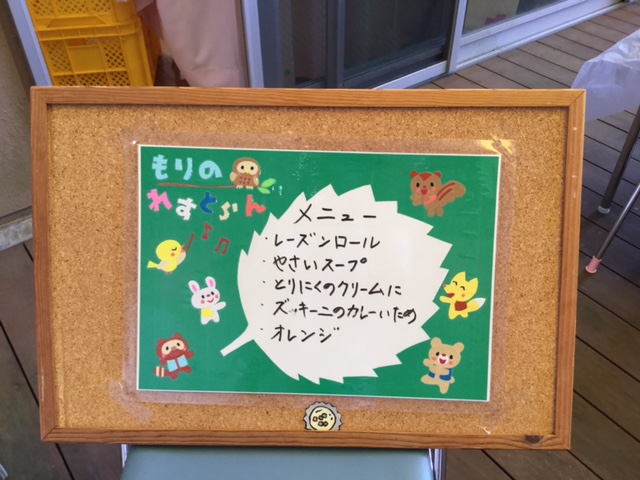 もりの
れすとらん
メニュー
・レーズンロール
・やさいスープ
・とりにくのクリームに
・ズッキーニのカレーいため
・オレンジ